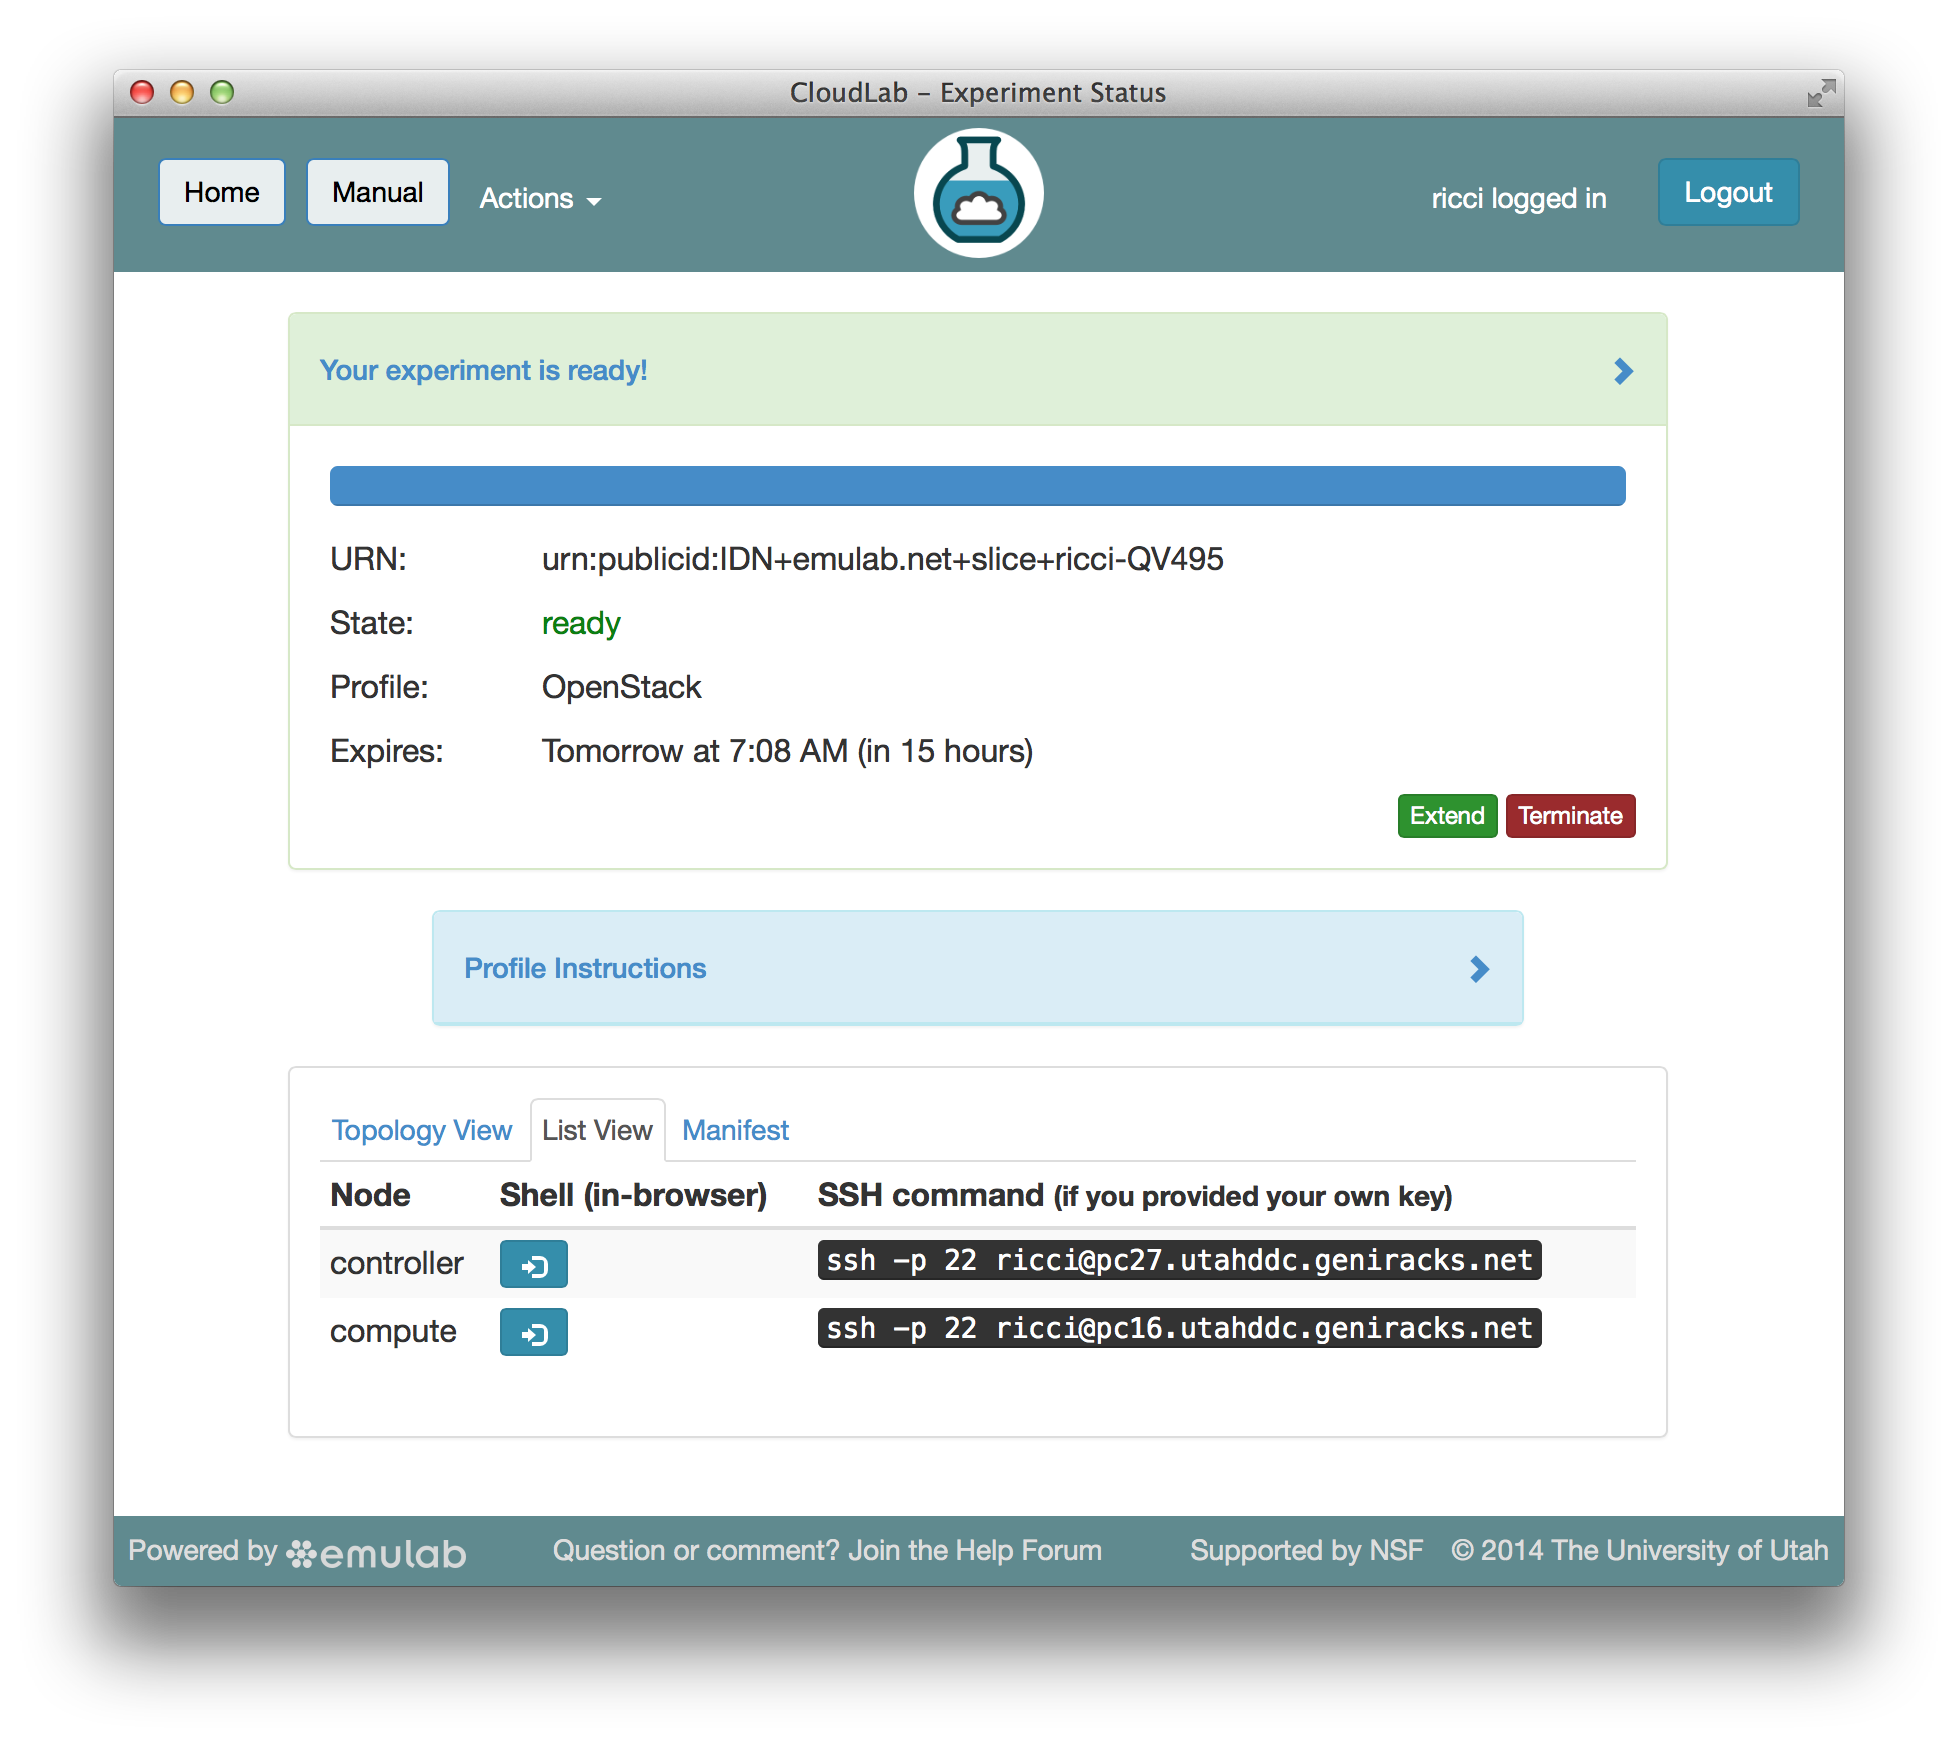 CloudLab – Experiment Status
Home Manual Actions ricci logged in Logout
Your experiment is ready!
URN: urn:publicid:IDN+emulab.net+slice+ricci-QV495
State: ready
Profile: OpenStack
Expires: Tomorrow at 7:08 AM (in 15 hours)
Extend Terminate
Profile Instructions
Topology View List View Manifest
Node Shell (in-browser) SSH command (if you provided your own key)
controller ssh -p 22 ricci@pc27.utahddc.geniracks.net
compute ssh -p 22 ricci@pc16.utahddc.geniracks.net
Powered by emulab Question or comment? Join the Help Forum Supported by NSF © 2014 The University of Utah